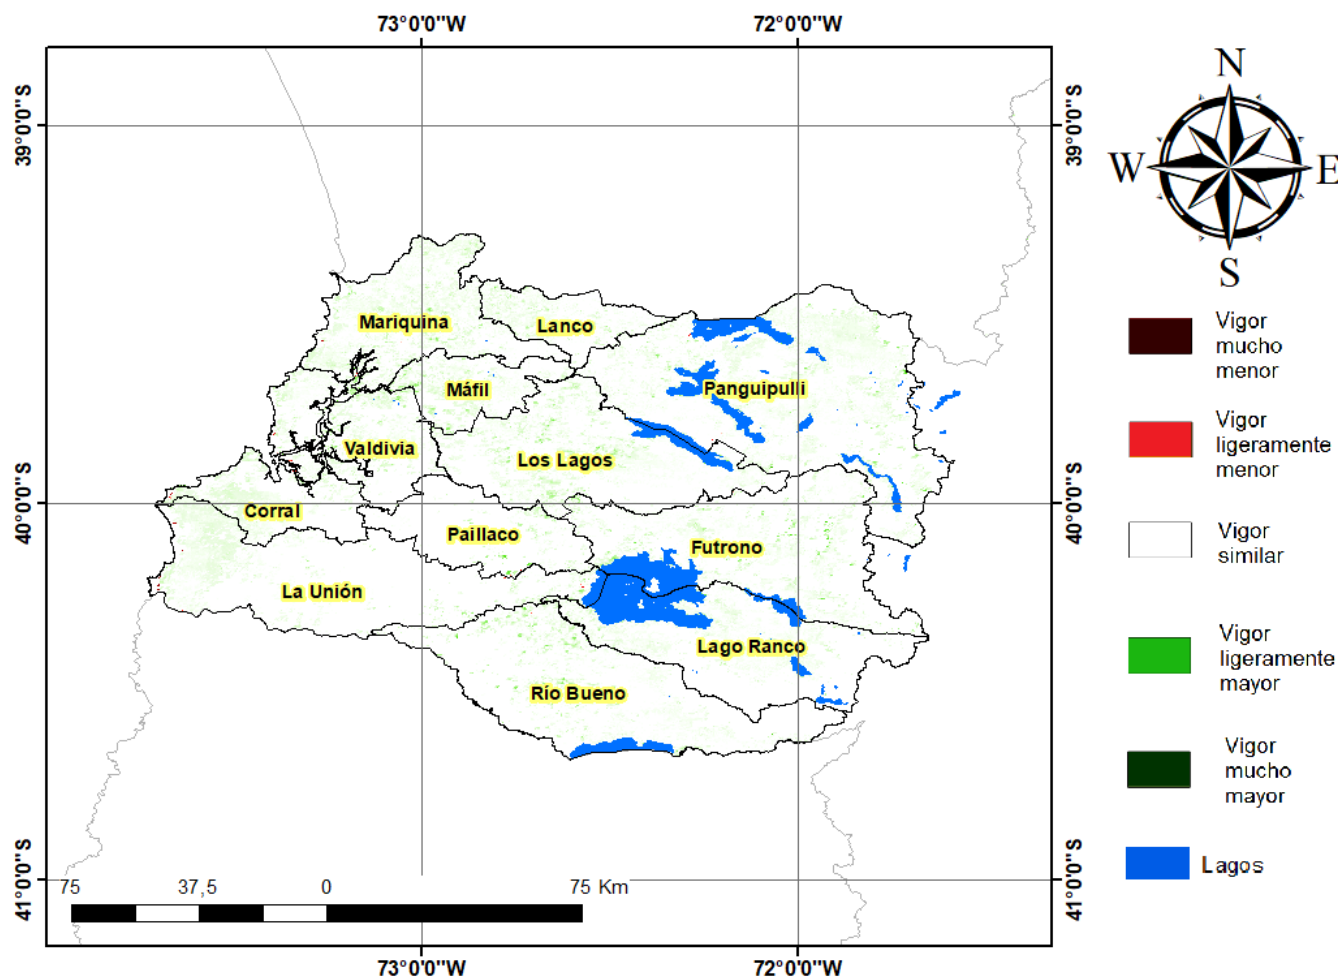 73°0'0"W
72°0'0"W
N
W
E
S
39°0'0"S
39°0'0"S
Mariquina
Lanco
Máfil
Panguipulli
Valdivia
Los Lagos
40°0'0"S
40°0'0"S
Corral
Paillaco
Futrono
La Unión
Lago Ranco
Río Bueno
41°0'0"S
41°0'0"S
75
37,5
0
75 Km
73°0'0"W
72°0'0"W
Vigor
mucho
menor
Vigor
ligeramente
menor
Vigor
similar
Vigor
ligeramente
mayor
Vigor
mucho
mayor
Lagos